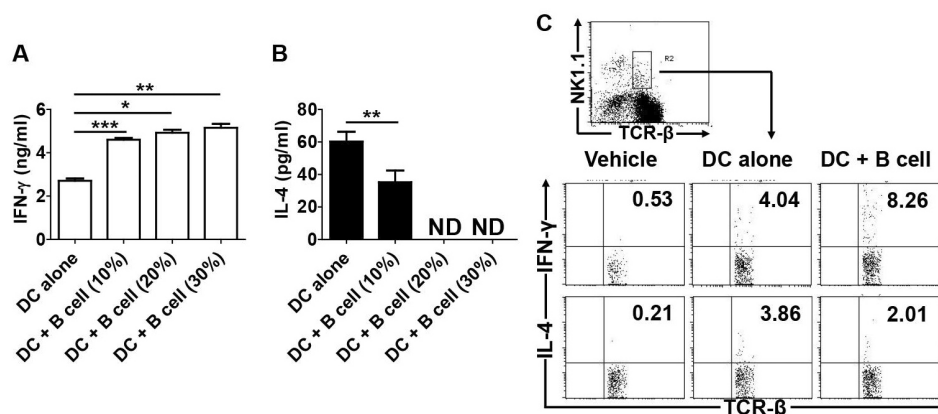 A
IFN-γ (ng/ml)
6
4
2
0
***
*
**
DC alone
DC + B cell (10%)
DC + B cell (20%)
DC + B cell (30%)
B
IL-4 (pg/ml)
80
60
40
20
0
**
ND ND
DC alone
DC + B cell (10%)
DC + B cell (20%)
DC + B cell (30%)
C
NK1.1
R2
TCR-β
Vehicle DC alone DC + B cell
IFN-γ
0.53 4.04 8.26
IL-4
0.21 3.86 2.01
TCR-β